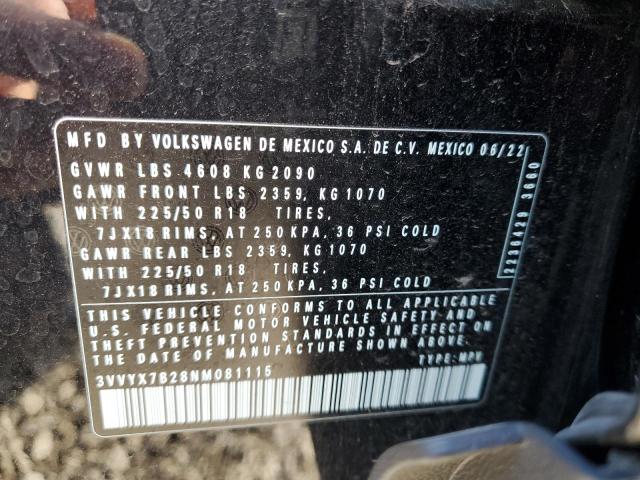 MFD BY VOLKSWAGEN DE MEXICO S.A. DE C.V. MEXICO 06/22
GVWR LBS 4608 KG 2090
GAWR FRONT LBS 2359, KG 1070
WITH 225/50 R18 TIRES,
7JX18 RIMS, AT 250 KPA, 36 PSI COLD
GAWR REAR LBS 2359, KG 1070
WITH 225/50 R18 TIRES,
7JX18 RIMS, AT 250 KPA, 36 PSI COLD
THIS VEHICLE CONFORMS TO ALL APPLICABLE
U.S. FEDERAL MOTOR VEHICLE SAFETY AND
THEFT PREVENTION STANDARDS IN EFFECT ON
THE DATE OF MANUFACTURE SHOWN ABOVE.
3VVYX7B28NM081115 TYPE: MPV
2236429 3660